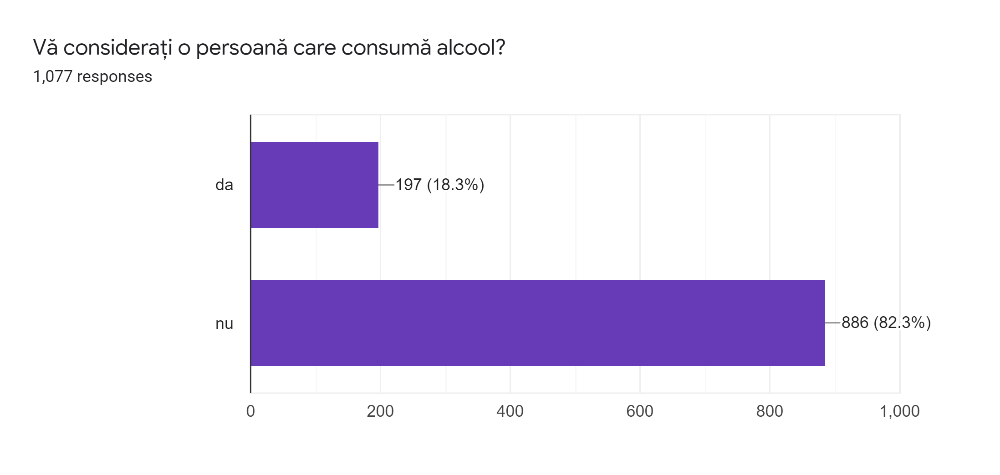 Vă considerați o persoană care consumă alcool?
1,077 responses
da
197 (18.3%)
nu
886 (82.3%)
0 200 400 600 800 1,000